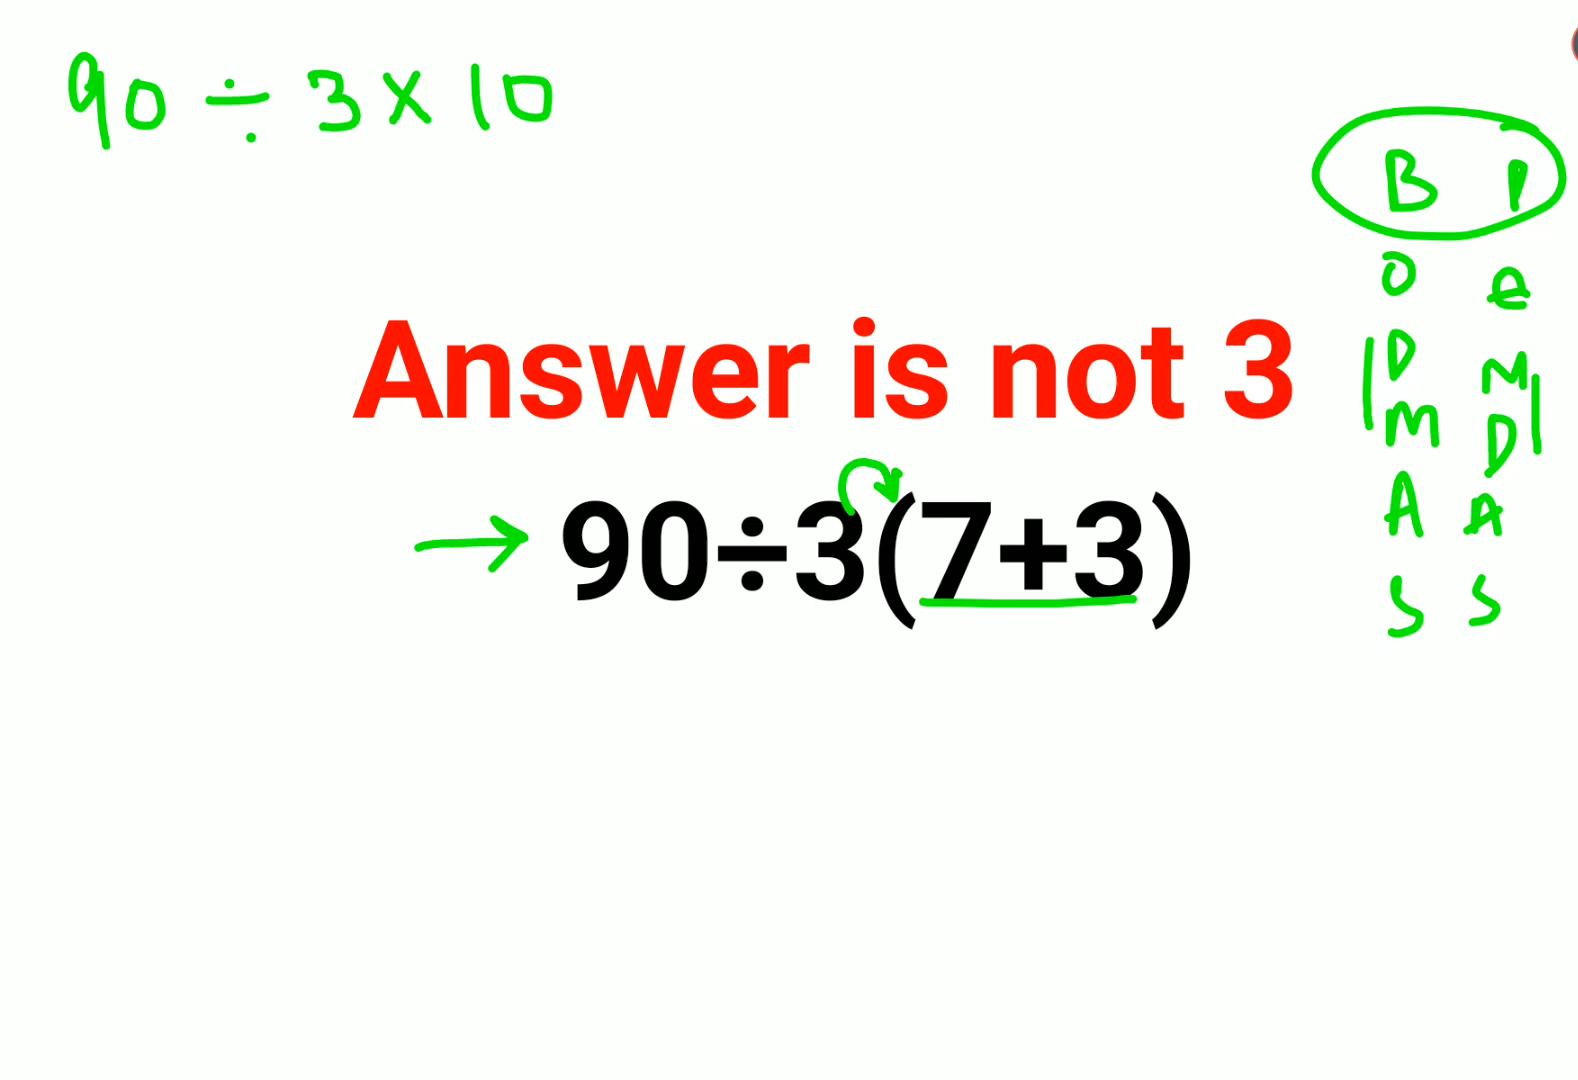 90 ÷ 3 × 10
B P
O E
D M
M D
A A
S S
Answer is not 3
→ 90÷3(7+3)